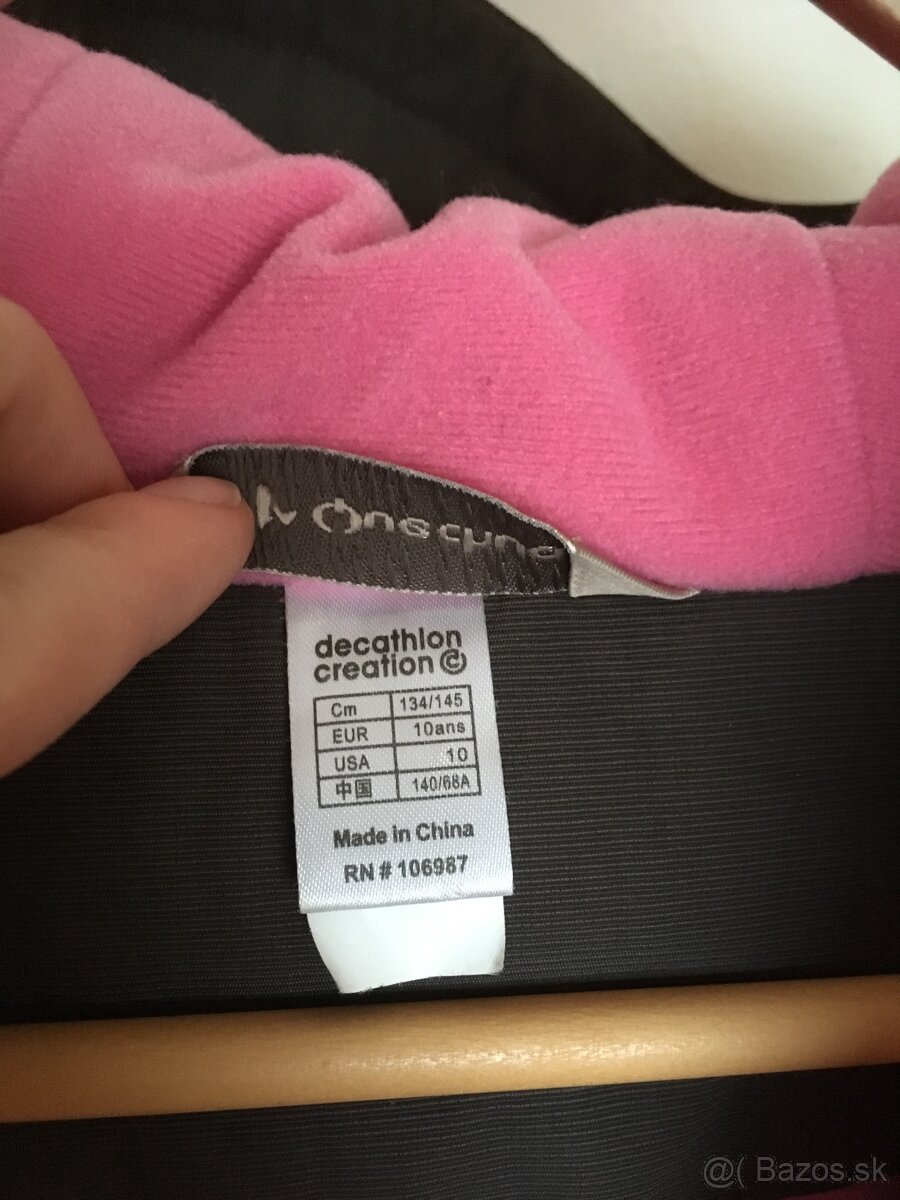 decathlon
creation ©
Cm 134/145
EUR 10ans
USA 10
中国 140/68A
Made in China
RN # 106987
@( Bazos.sk